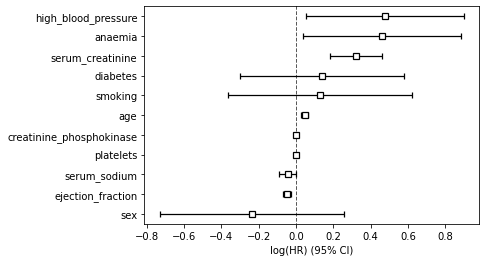 high_blood_pressure
anaemia
serum_creatinine
diabetes
smoking
age
creatinine_phosphokinase
platelets
serum_sodium
ejection_fraction
sex
−0.8 −0.6 −0.4 −0.2 0.0 0.2 0.4 0.6 0.8
log(HR) (95% CI)